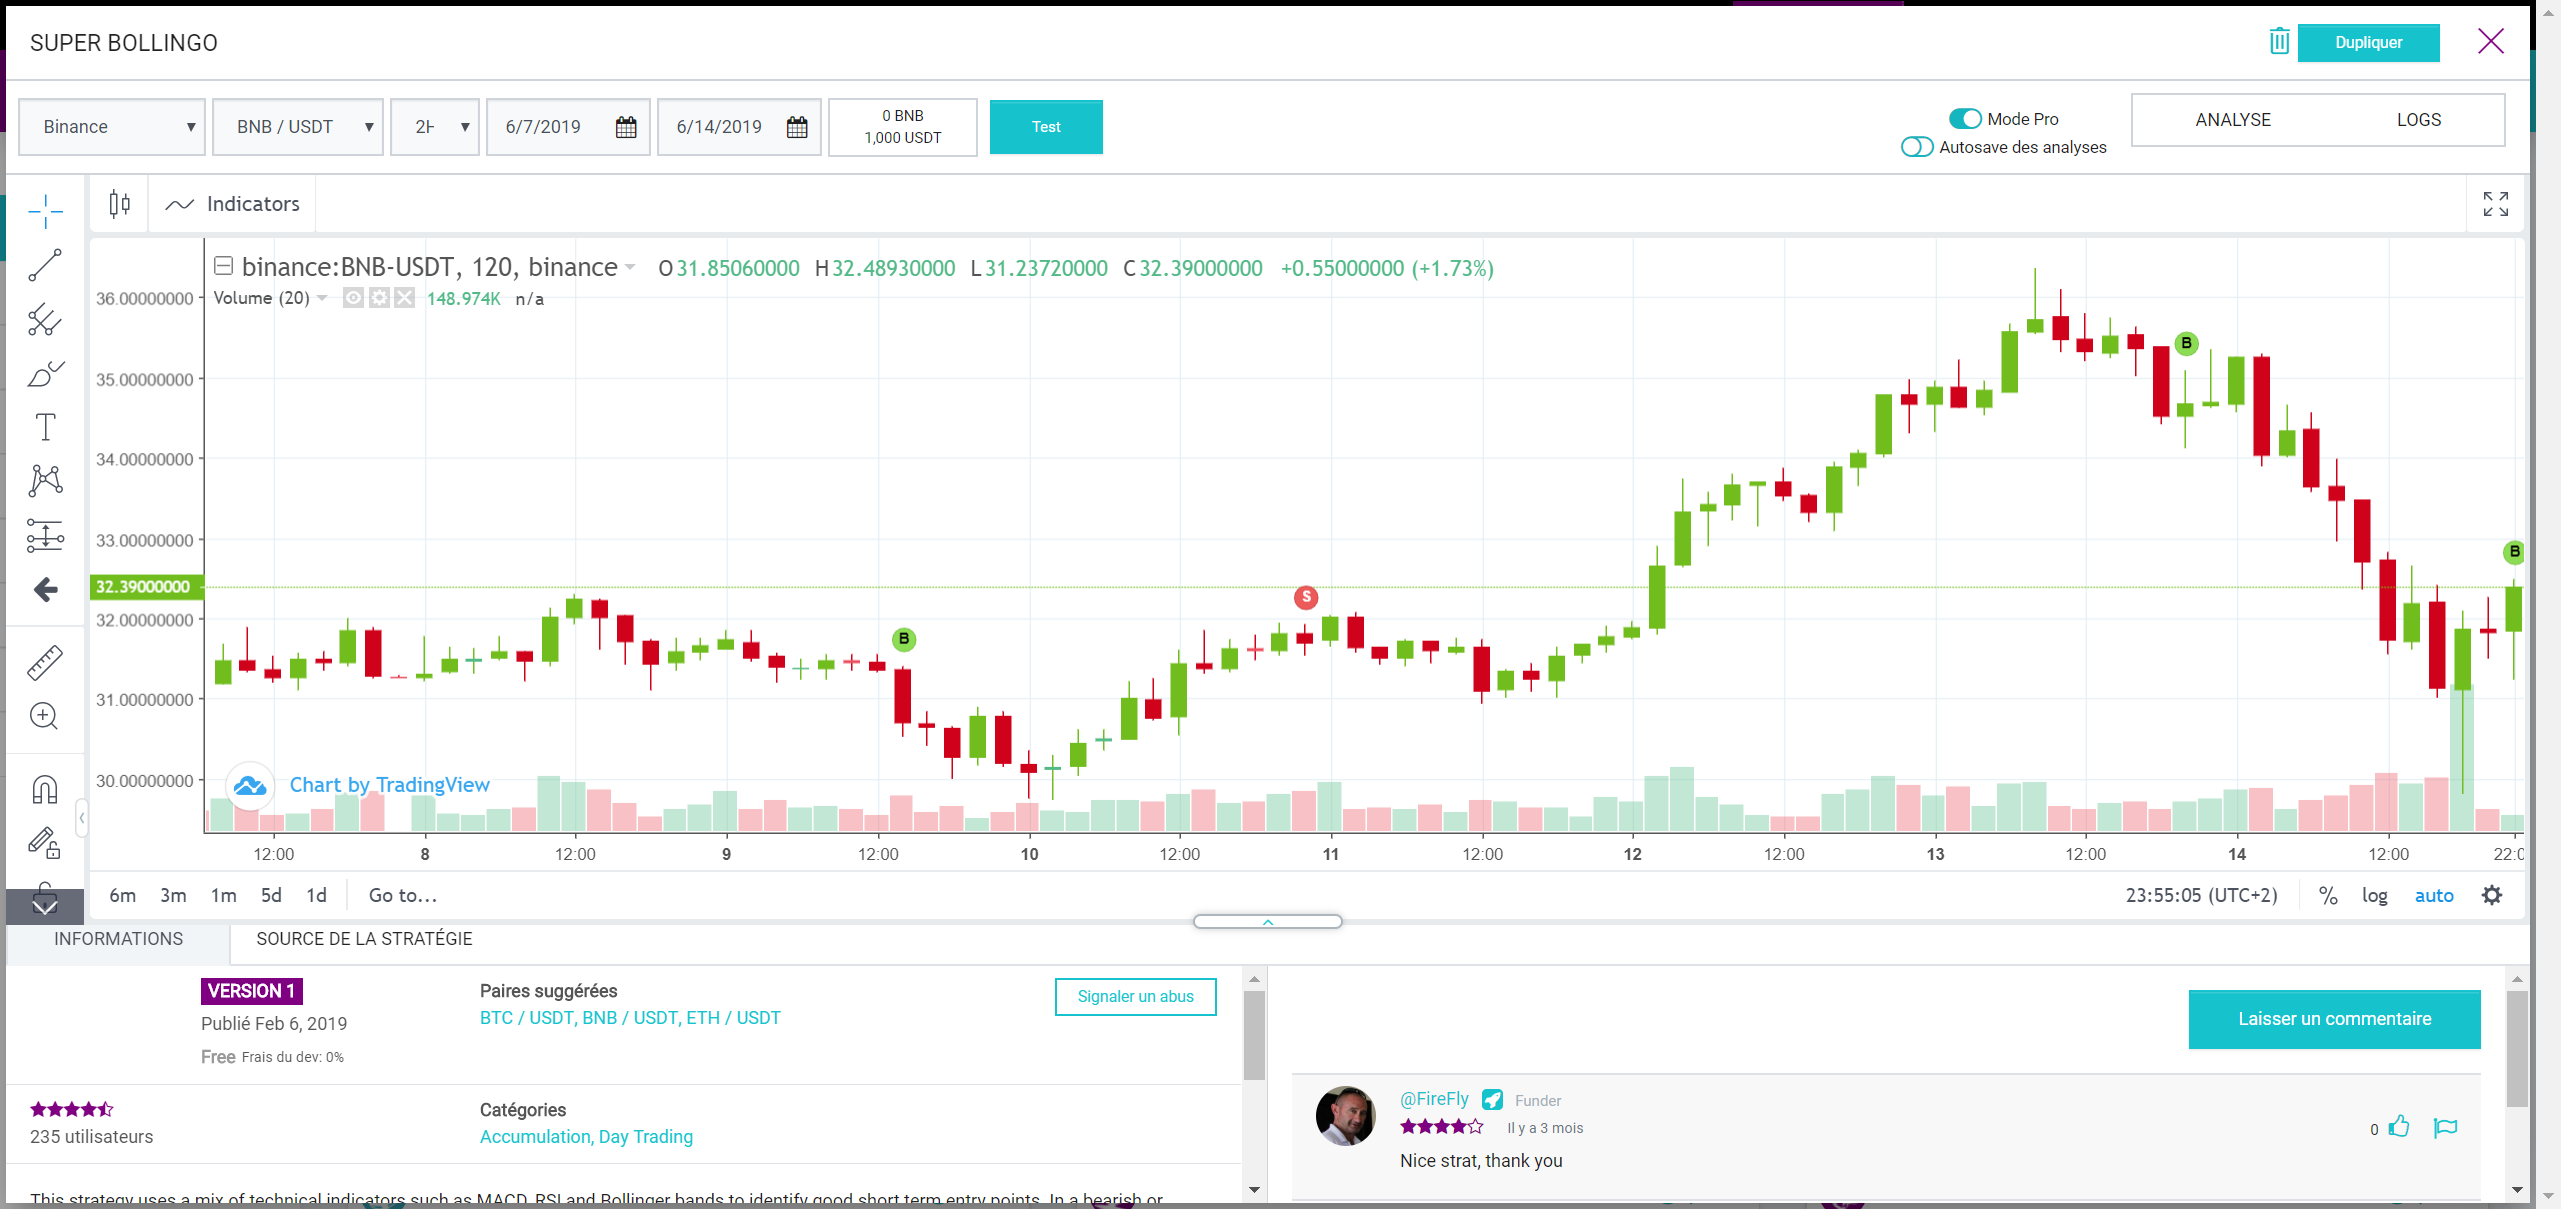 SUPER BOLLINGO
Dupliquer
Binance
BNB / USDT
2H
6/7/2019
6/14/2019
0 BNB
1,000 USDT
Test
Mode Pro
Autosave des analyses
ANALYSE
LOGS
Indicators
binance:BNB-USDT, 120, binance
O31.85060000 H32.48930000 L31.23720000 C32.39000000 +0.55000000 (+1.73%)
Volume (20) 148.974K n/a
36.00000000
35.00000000
34.00000000
33.00000000
32.39000000
32.00000000
31.00000000
30.00000000
B
S
B
B
Chart by TradingView
12:00 8 12:00 9 12:00 10 12:00 11 12:00 12 12:00 13 12:00 14 12:00 22:0
6m 3m 1m 5d 1d Go to... 23:55:05 (UTC+2) % log auto
INFORMATIONS
SOURCE DE LA STRATÉGIE
VERSION 1
Publié Feb 6, 2019
Free Frais du dev: 0%
Paires suggérées
BTC / USDT, BNB / USDT, ETH / USDT
Signaler un abus
235 utilisateurs
Catégories
Accumulation, Day Trading
This strategy uses a mix of technical indicators such as MACD, RSI and Bollinger bands to identify good short term entry points. In a bearish or
Laisser un commentaire
@FireFly Funder
Il y a 3 mois
0
Nice strat, thank you